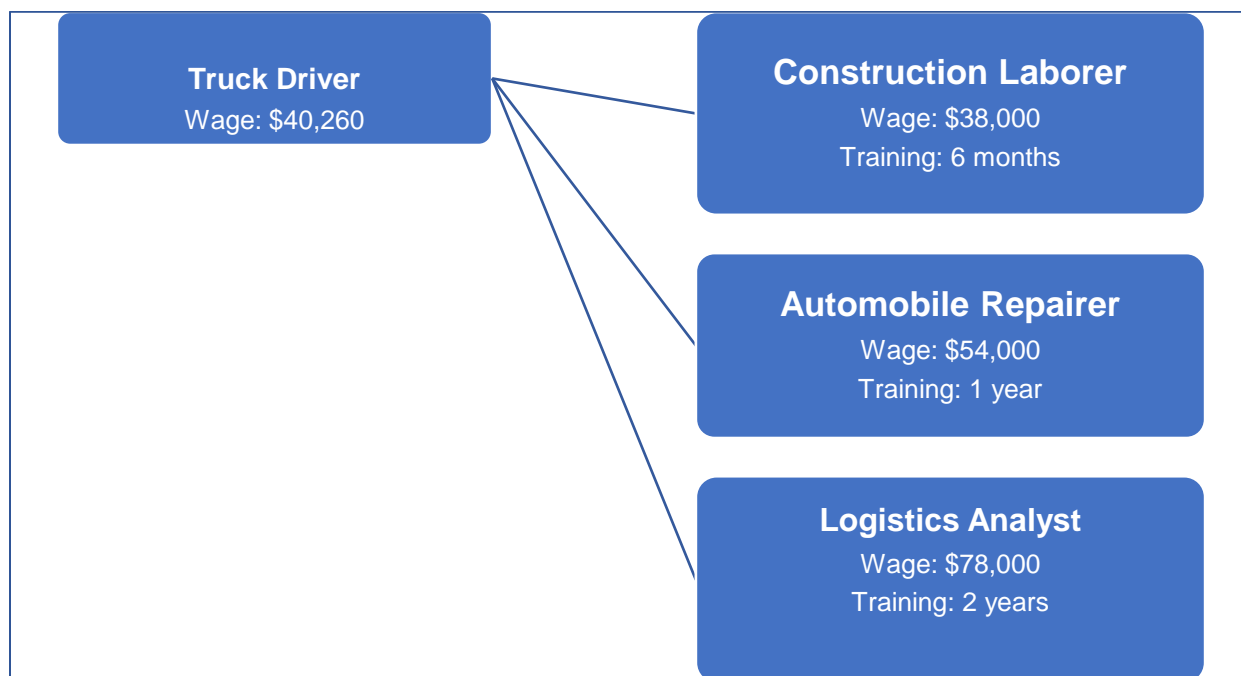 Truck Driver
Wage: $40,260
Construction Laborer
Wage: $38,000
Training: 6 months
Automobile Repairer
Wage: $54,000
Training: 1 year
Logistics Analyst
Wage: $78,000
Training: 2 years